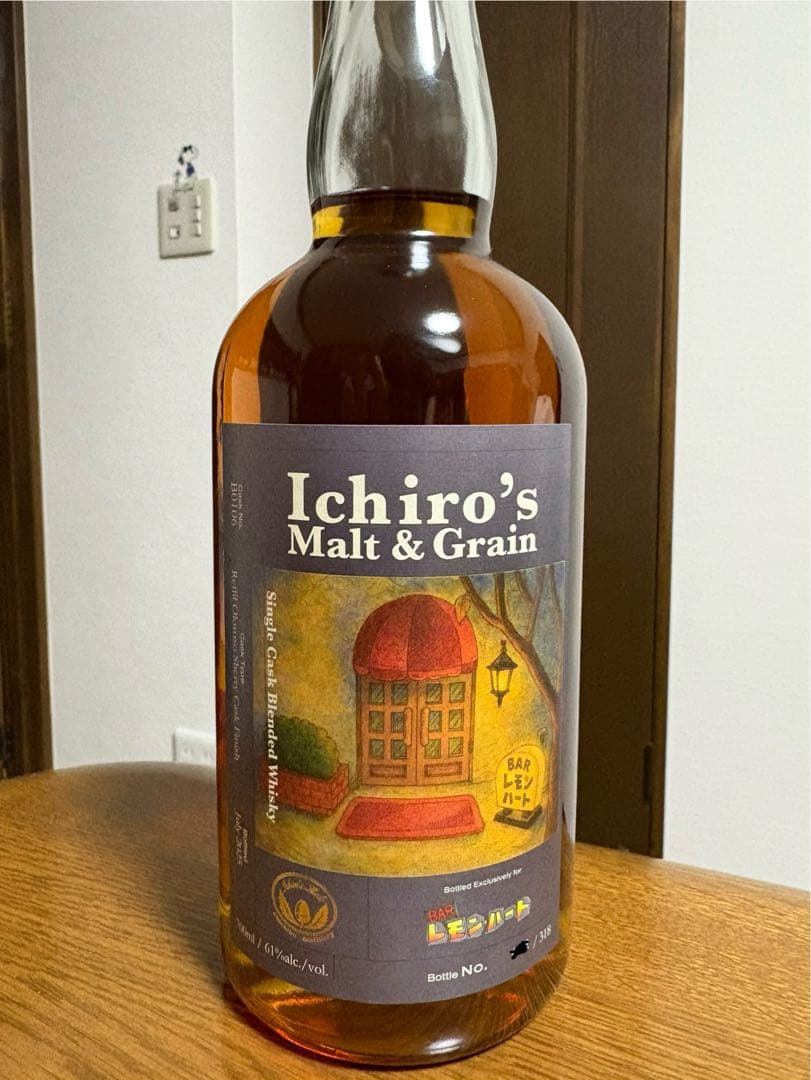 Ichiro's
Malt & Grain
Single Cask Blended Whisky
Cask No.
B0106
Cask Type
Refill Oloroso Sherry Cask Finish
Bottled
BAR
レモン
ハート
Bottled Exclusively for
BAR
レモン・ハート
700ml / 61%alc./vol.
Bottle No.
/ 318